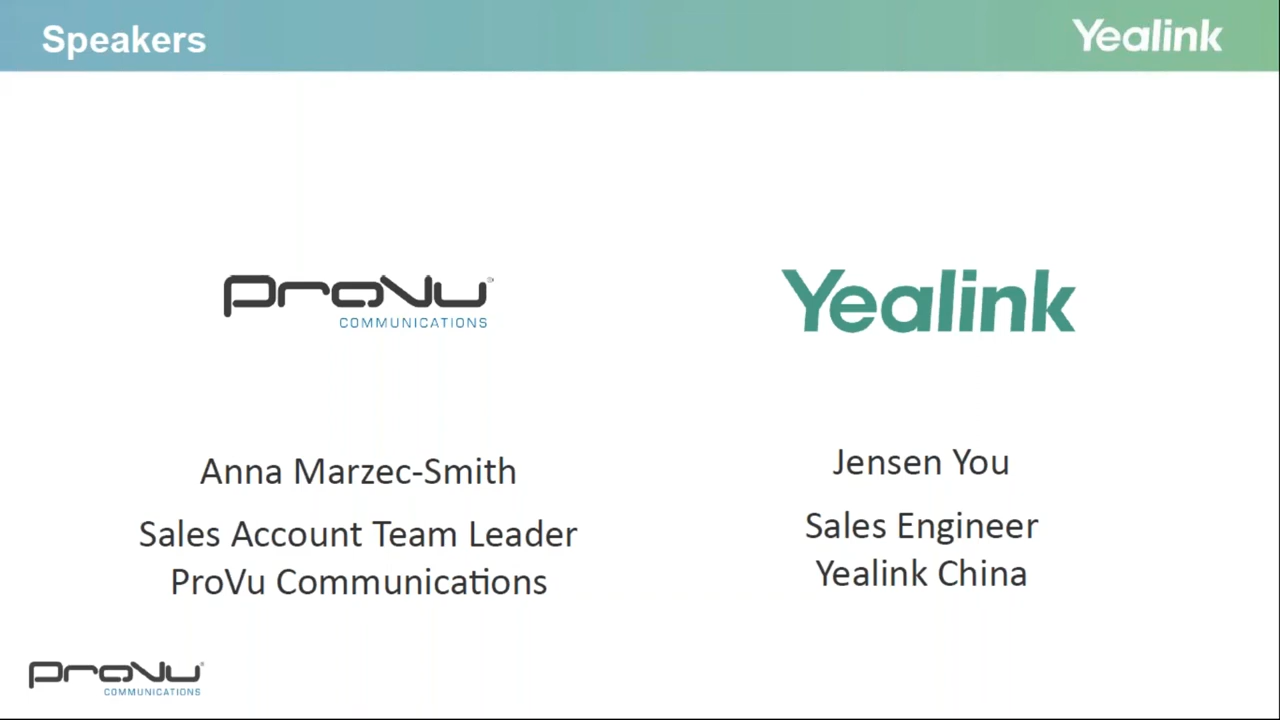 Speakers
Yealink
ProVu
COMMUNICATIONS
Yealink
Anna Marzec-Smith
Sales Account Team Leader
ProVu Communications
Jensen You
Sales Engineer
Yealink China
ProVu
COMMUNICATIONS